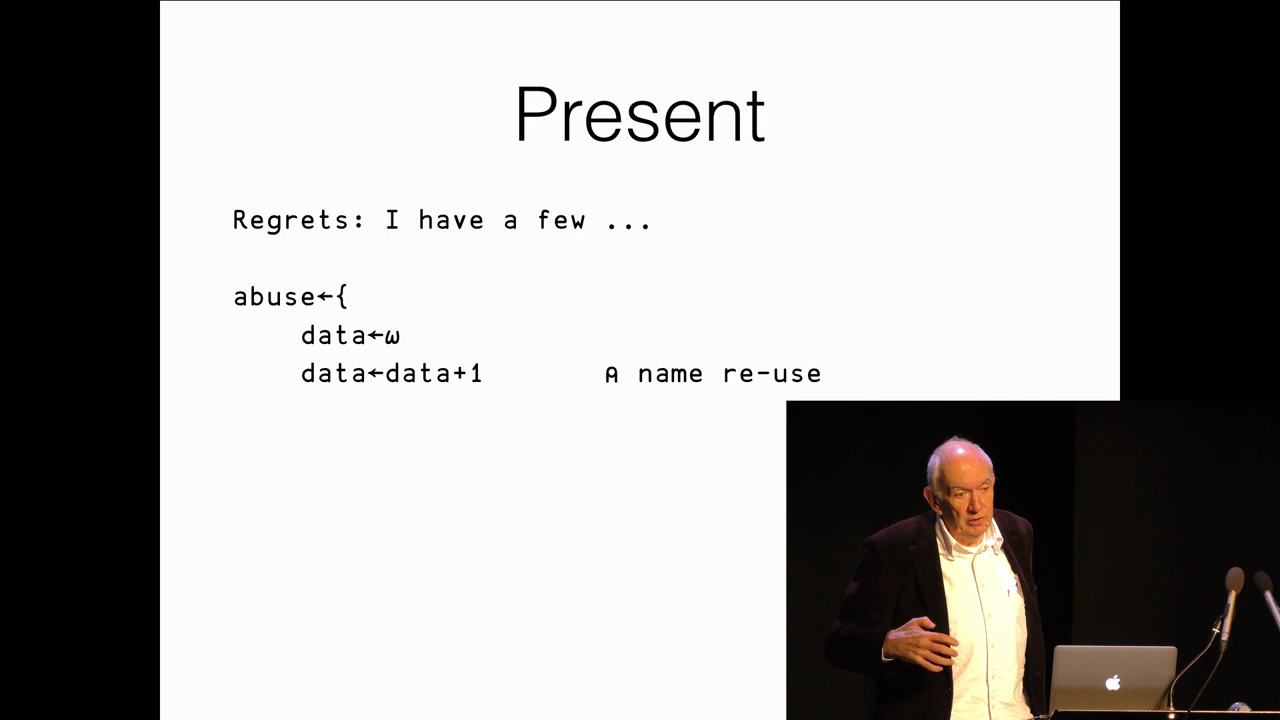 Present
Regrets: I have a few ...
abuse←{
data←⍵
data←data+1 ⍝ name re-use